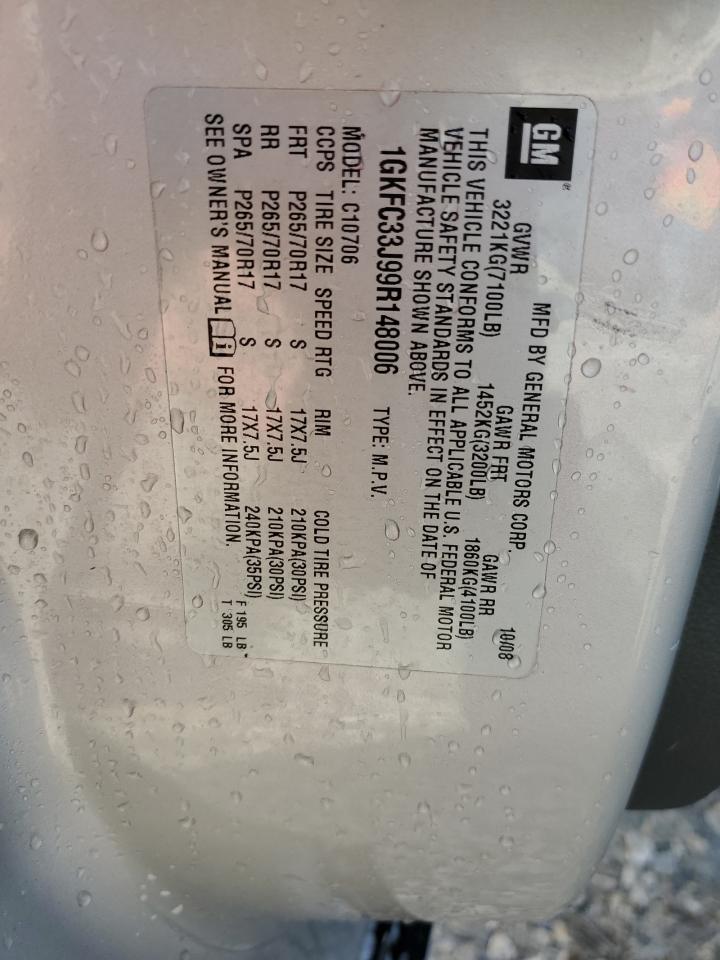 GM®
MFD BY GENERAL MOTORS CORP.
10/08
GVWR GAWR FRT GAWR RR
3221KG(7100LB) 1452KG(3200LB) 1860KG(4100LB)
THIS VEHICLE CONFORMS TO ALL APPLICABLE U.S. FEDERAL MOTOR
VEHICLE SAFETY STANDARDS IN EFFECT ON THE DATE OF
MANUFACTURE SHOWN ABOVE.
1GKFC33J99R148006 TYPE: M.P.V.
MODEL: C10706
CCPS TIRE SIZE SPEED RTG RIM COLD TIRE PRESSURE
FRT P265/70R17 S 17X7.5J 210KPA(30PSI)
RR P265/70R17 S 17X7.5J 210KPA(30PSI)
SPA P265/70R17 S 17X7.5J 240KPA(35PSI)
SEE OWNER'S MANUAL FOR MORE INFORMATION.
F 195 LB
T 305 LB